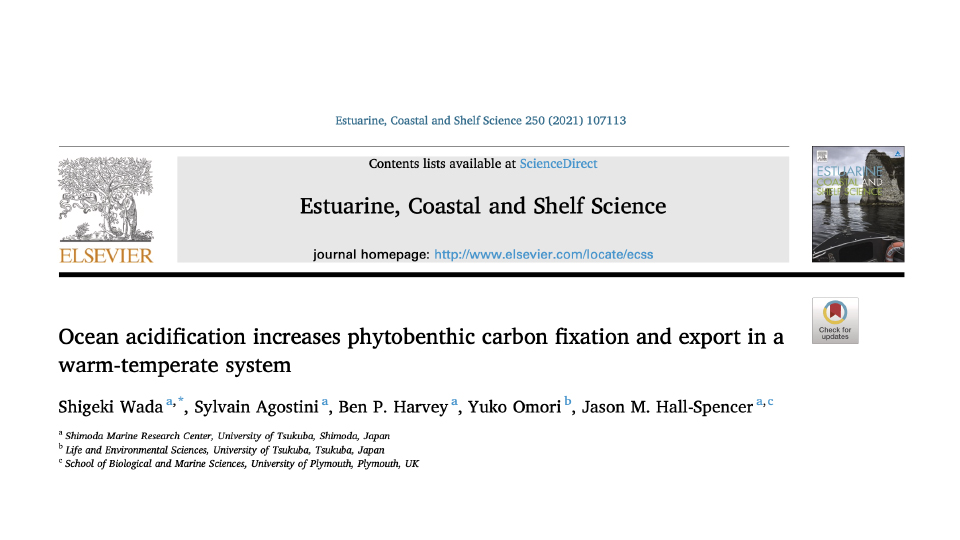 Estuarine, Coastal and Shelf Science 250 (2021) 107113
Contents lists available at ScienceDirect
Estuarine, Coastal and Shelf Science
journal homepage: http://www.elsevier.com/locate/ecss
ELSEVIER
ESTUARINE
COASTAL AND
SHELF SCIENCE
Check for
updates
Ocean acidification increases phytobenthic carbon fixation and export in a
warm-temperate system
Shigeki Wada a,*, Sylvain Agostini a, Ben P. Harvey a, Yuko Omori b, Jason M. Hall-Spencer a,c
a Shimoda Marine Research Center, University of Tsukuba, Shimoda, Japan
b Life and Environmental Sciences, University of Tsukuba, Tsukuba, Japan
c School of Biological and Marine Sciences, University of Plymouth, Plymouth, UK